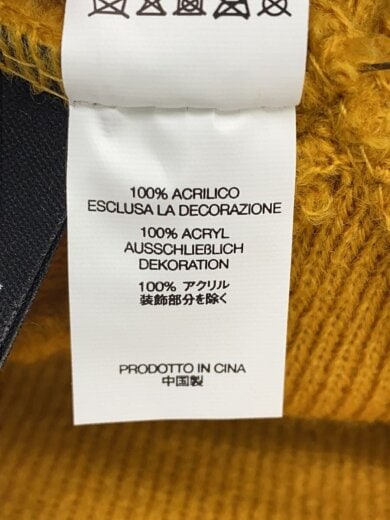 100% ACRILICO
ESCLUSA LA DECORAZIONE
100% ACRYL
AUSSCHLIEßLICH
DEKORATION
100% アクリル
装飾部分を除く
PRODOTTO IN CINA
中国製